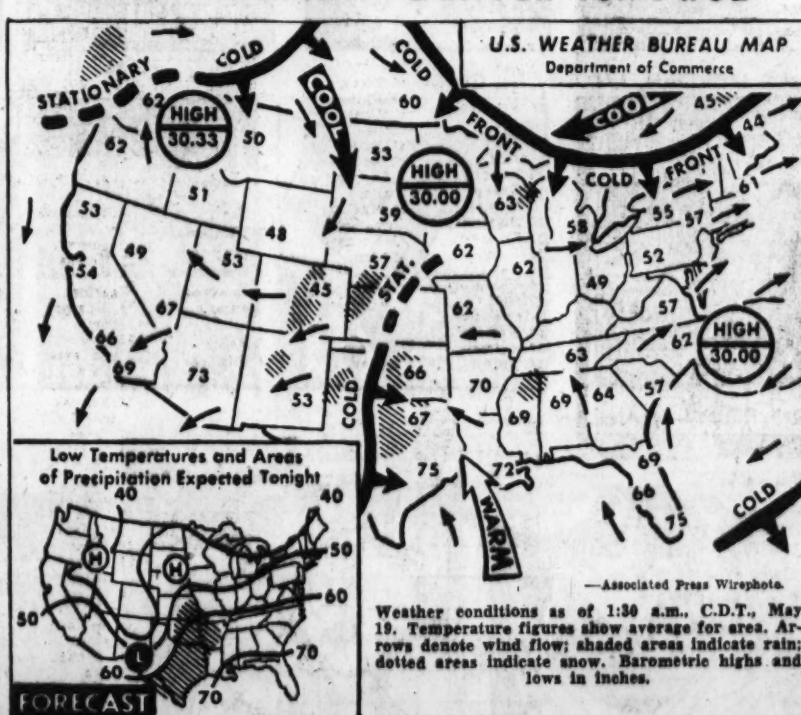 U.S. WEATHER BUREAU MAP
Department of Commerce
STATIONARY
COLD
COLD
COOL
COOL
45
44
62
HIGH
30.33
50
60
FRONT
FRONT
COLD
62
53
HIGH
30.00
63
61
51
53
59
58
55
57
49
48
62
62
52
54
53
57
STAT.
49
45
67
62
57
66
62
HIGH
30.00
69
73
63
53
COLD
66
70
69
69
64
57
67
75
72
69
66
75
WARM
COLD
Low Temperatures and Areas
of Precipitation Expected Tonight
40
40
H
H
50
50
60
L
60
70
70
FORECAST
—Associated Press Wirephoto.
Weather conditions as of 1:30 a.m., C.D.T., May
19. Temperature figures show average for area. Ar-
rows denote wind flow; shaded areas indicate rain;
dotted areas indicate snow. Barometric highs and
lows in inches.